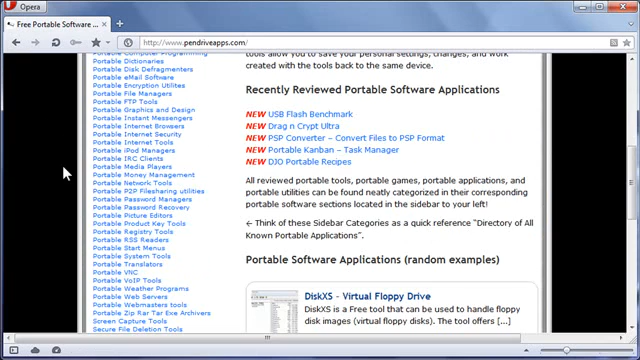 Opera
Free Portable Software ...
http://www.pendriveapps.com/
Portable Computer Programming
Portable Dictionaries
Portable Disk Defragmenters
Portable eMail Software
Portable Encryption Utilites
Portable File Managers
Portable FTP Tools
Portable Graphics and Design
Portable Instant Messengers
Portable Internet Browsers
Portable Internet Security
Portable Internet Tools
Portable iPod Managers
Portable IRC Clients
Portable Media Players
Portable Money Management
Portable Network Tools
Portable P2P Filesharing utilities
Portable Password Managers
Portable Password Recovery
Portable Picture Editors
Portable Product Key Tools
Portable Registry Tools
Portable RSS Readers
Portable Start Menus
Portable System Tools
Portable Translators
Portable VNC
Portable VoIP Tools
Portable Weather Programs
Portable Web Servers
Portable Webmasters tools
Portable Zip Rar Tar Exe Archivers
Screen Capture Tools
Secure File Deletion Tools
tools allow you to save your personal settings, changes, and work
created with the tools back to the same device.
Recently Reviewed Portable Software Applications
NEW USB Flash Benchmark
NEW Drag n Crypt Ultra
NEW PSP Converter – Convert Files to PSP Format
NEW Portable Kanban – Task Manager
NEW DJO Portable Recipes
All reviewed portable tools, portable games, portable applications, and
portable utilities can be found neatly categorized in their corresponding
portable software sections located in the sidebar to your left!
← Think of these Sidebar Categories as a quick reference "Directory of All
Known Portable Applications".
Portable Software Applications (random examples)
DiskXS – Virtual Floppy Drive
DiskXS is a Free tool that can be used to handle floppy
disk images (virtual floppy disks). The tool offers [...]